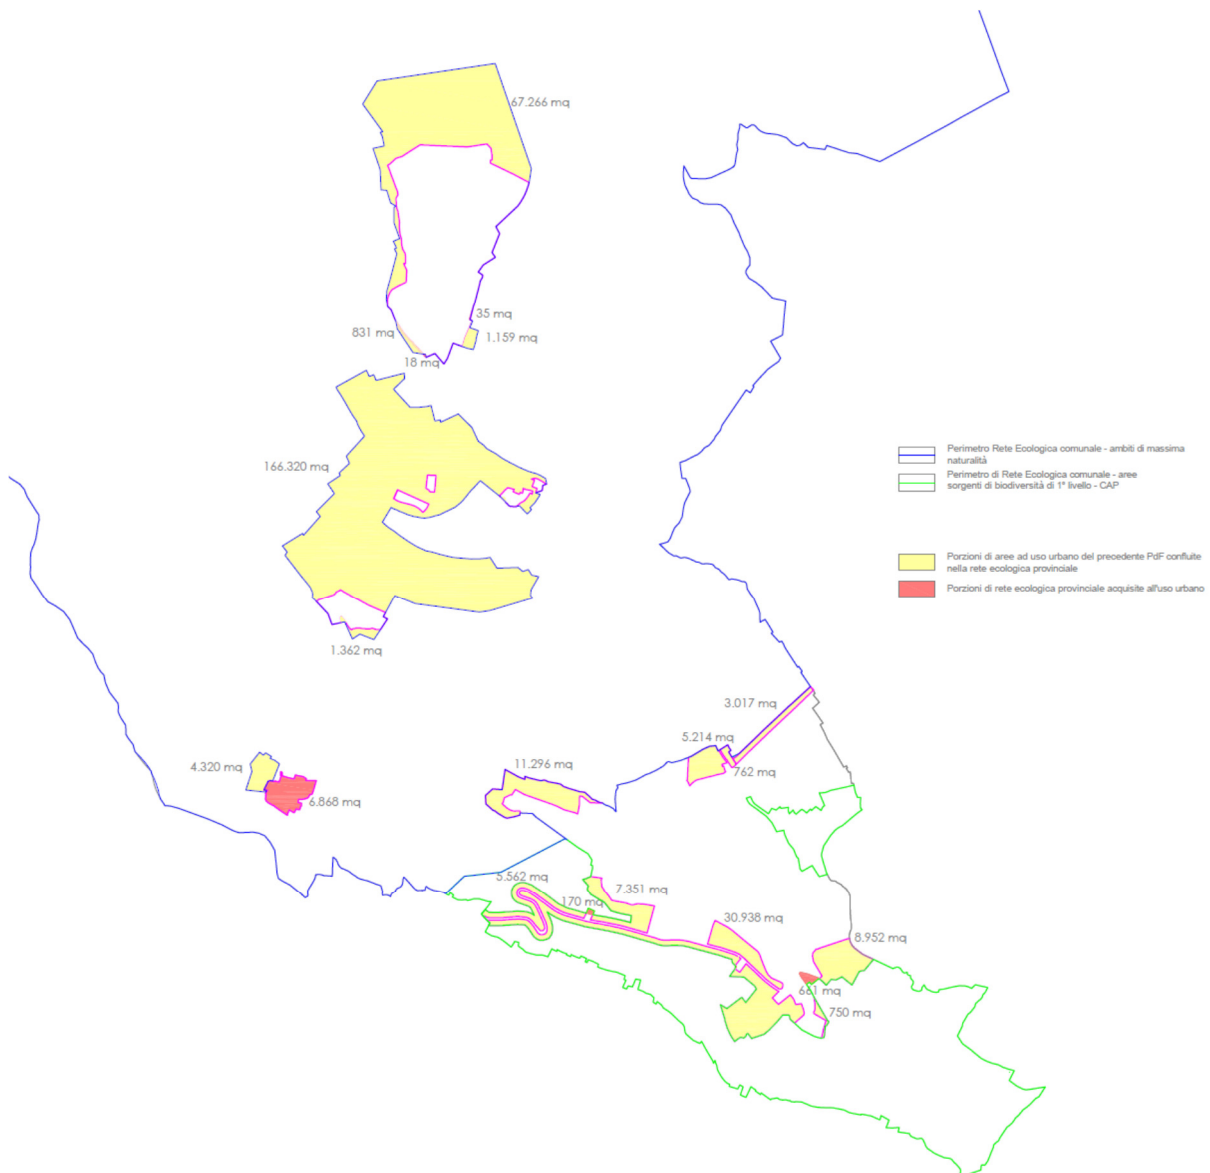 67.266 mq
35 mq
831 mq
1.159 mq
18 mq
166.320 mq
Perimetro Rete Ecologica comunale - ambiti di massima
naturalità
Perimetro di Rete Ecologica comunale - aree
sorgenti di biodiversità di 1° livello - CAP
Porzioni di aree ad uso urbano del precedente PdF confluite
nella rete ecologica provinciale
Porzioni di rete ecologica provinciale acquisite all'uso urbano
1.362 mq
3.017 mq
5.214 mq
4.320 mq
11.296 mq
762 mq
6.868 mq
5.562 mq
7.351 mq
170 mq
30.938 mq
8.952 mq
661 mq
750 mq